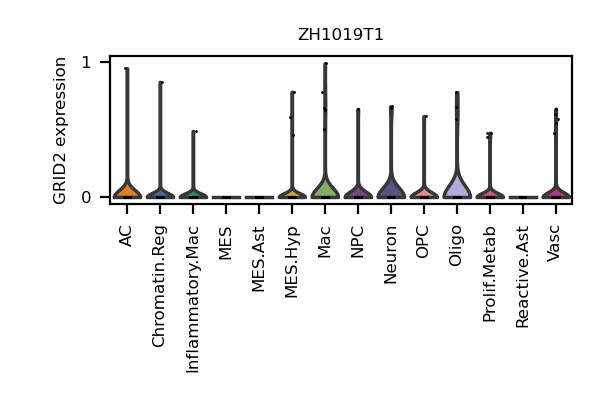 ZH1019T1
GRID2 expression
1
0
AC
Chromatin.Reg
Inflammatory.Mac
MES
MES.Ast
MES.Hyp
Mac
NPC
Neuron
OPC
Oligo
Prolif.Metab
Reactive.Ast
Vasc